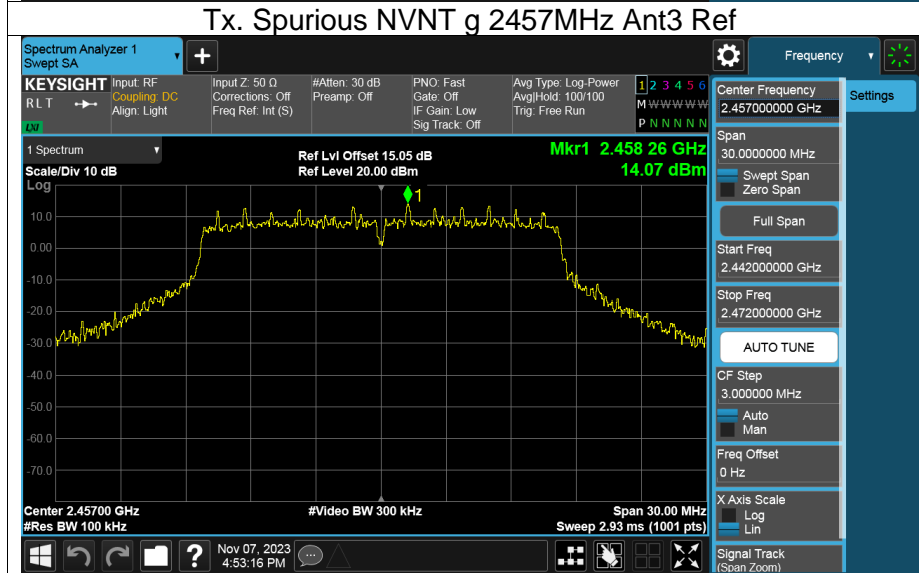 Tx. Spurious NVNT g 2457MHz Ant3 Ref
Spectrum Analyzer 1
Swept SA
Frequency
KEYSIGHT
RLT
LXI
Input: RF
Coupling: DC
Align: Light
Input Z: 50 Ω
Corrections: Off
Freq Ref: Int (S)
#Atten: 30 dB
Preamp: Off
PNO: Fast
Gate: Off
IF Gain: Low
Sig Track: Off
Avg Type: Log-Power
Avg|Hold: 100/100
Trig: Free Run
1 2 3 4 5 6
M W W W W W
P N N N N N
Center Frequency
2.457000000 GHz
Settings
1 Spectrum
Scale/Div 10 dB
Ref Lvl Offset 15.05 dB
Ref Level 20.00 dBm
Mkr1 2.458 26 GHz
14.07 dBm
Span
30.0000000 MHz
Swept Span
Zero Span
Full Span
Start Freq
2.442000000 GHz
Stop Freq
2.472000000 GHz
AUTO TUNE
CF Step
3.000000 MHz
Auto
Man
Freq Offset
0 Hz
X Axis Scale
Log
Lin
Signal Track
(Span Zoom)
Log
1
10.0
0.00
-10.0
-20.0
-30.0
-40.0
-50.0
-60.0
-70.0
Center 2.45700 GHz
#Res BW 100 kHz
#Video BW 300 kHz
Span 30.00 MHz
Sweep 2.93 ms (1001 pts)
?
Nov 07, 2023
4:53:16 PM